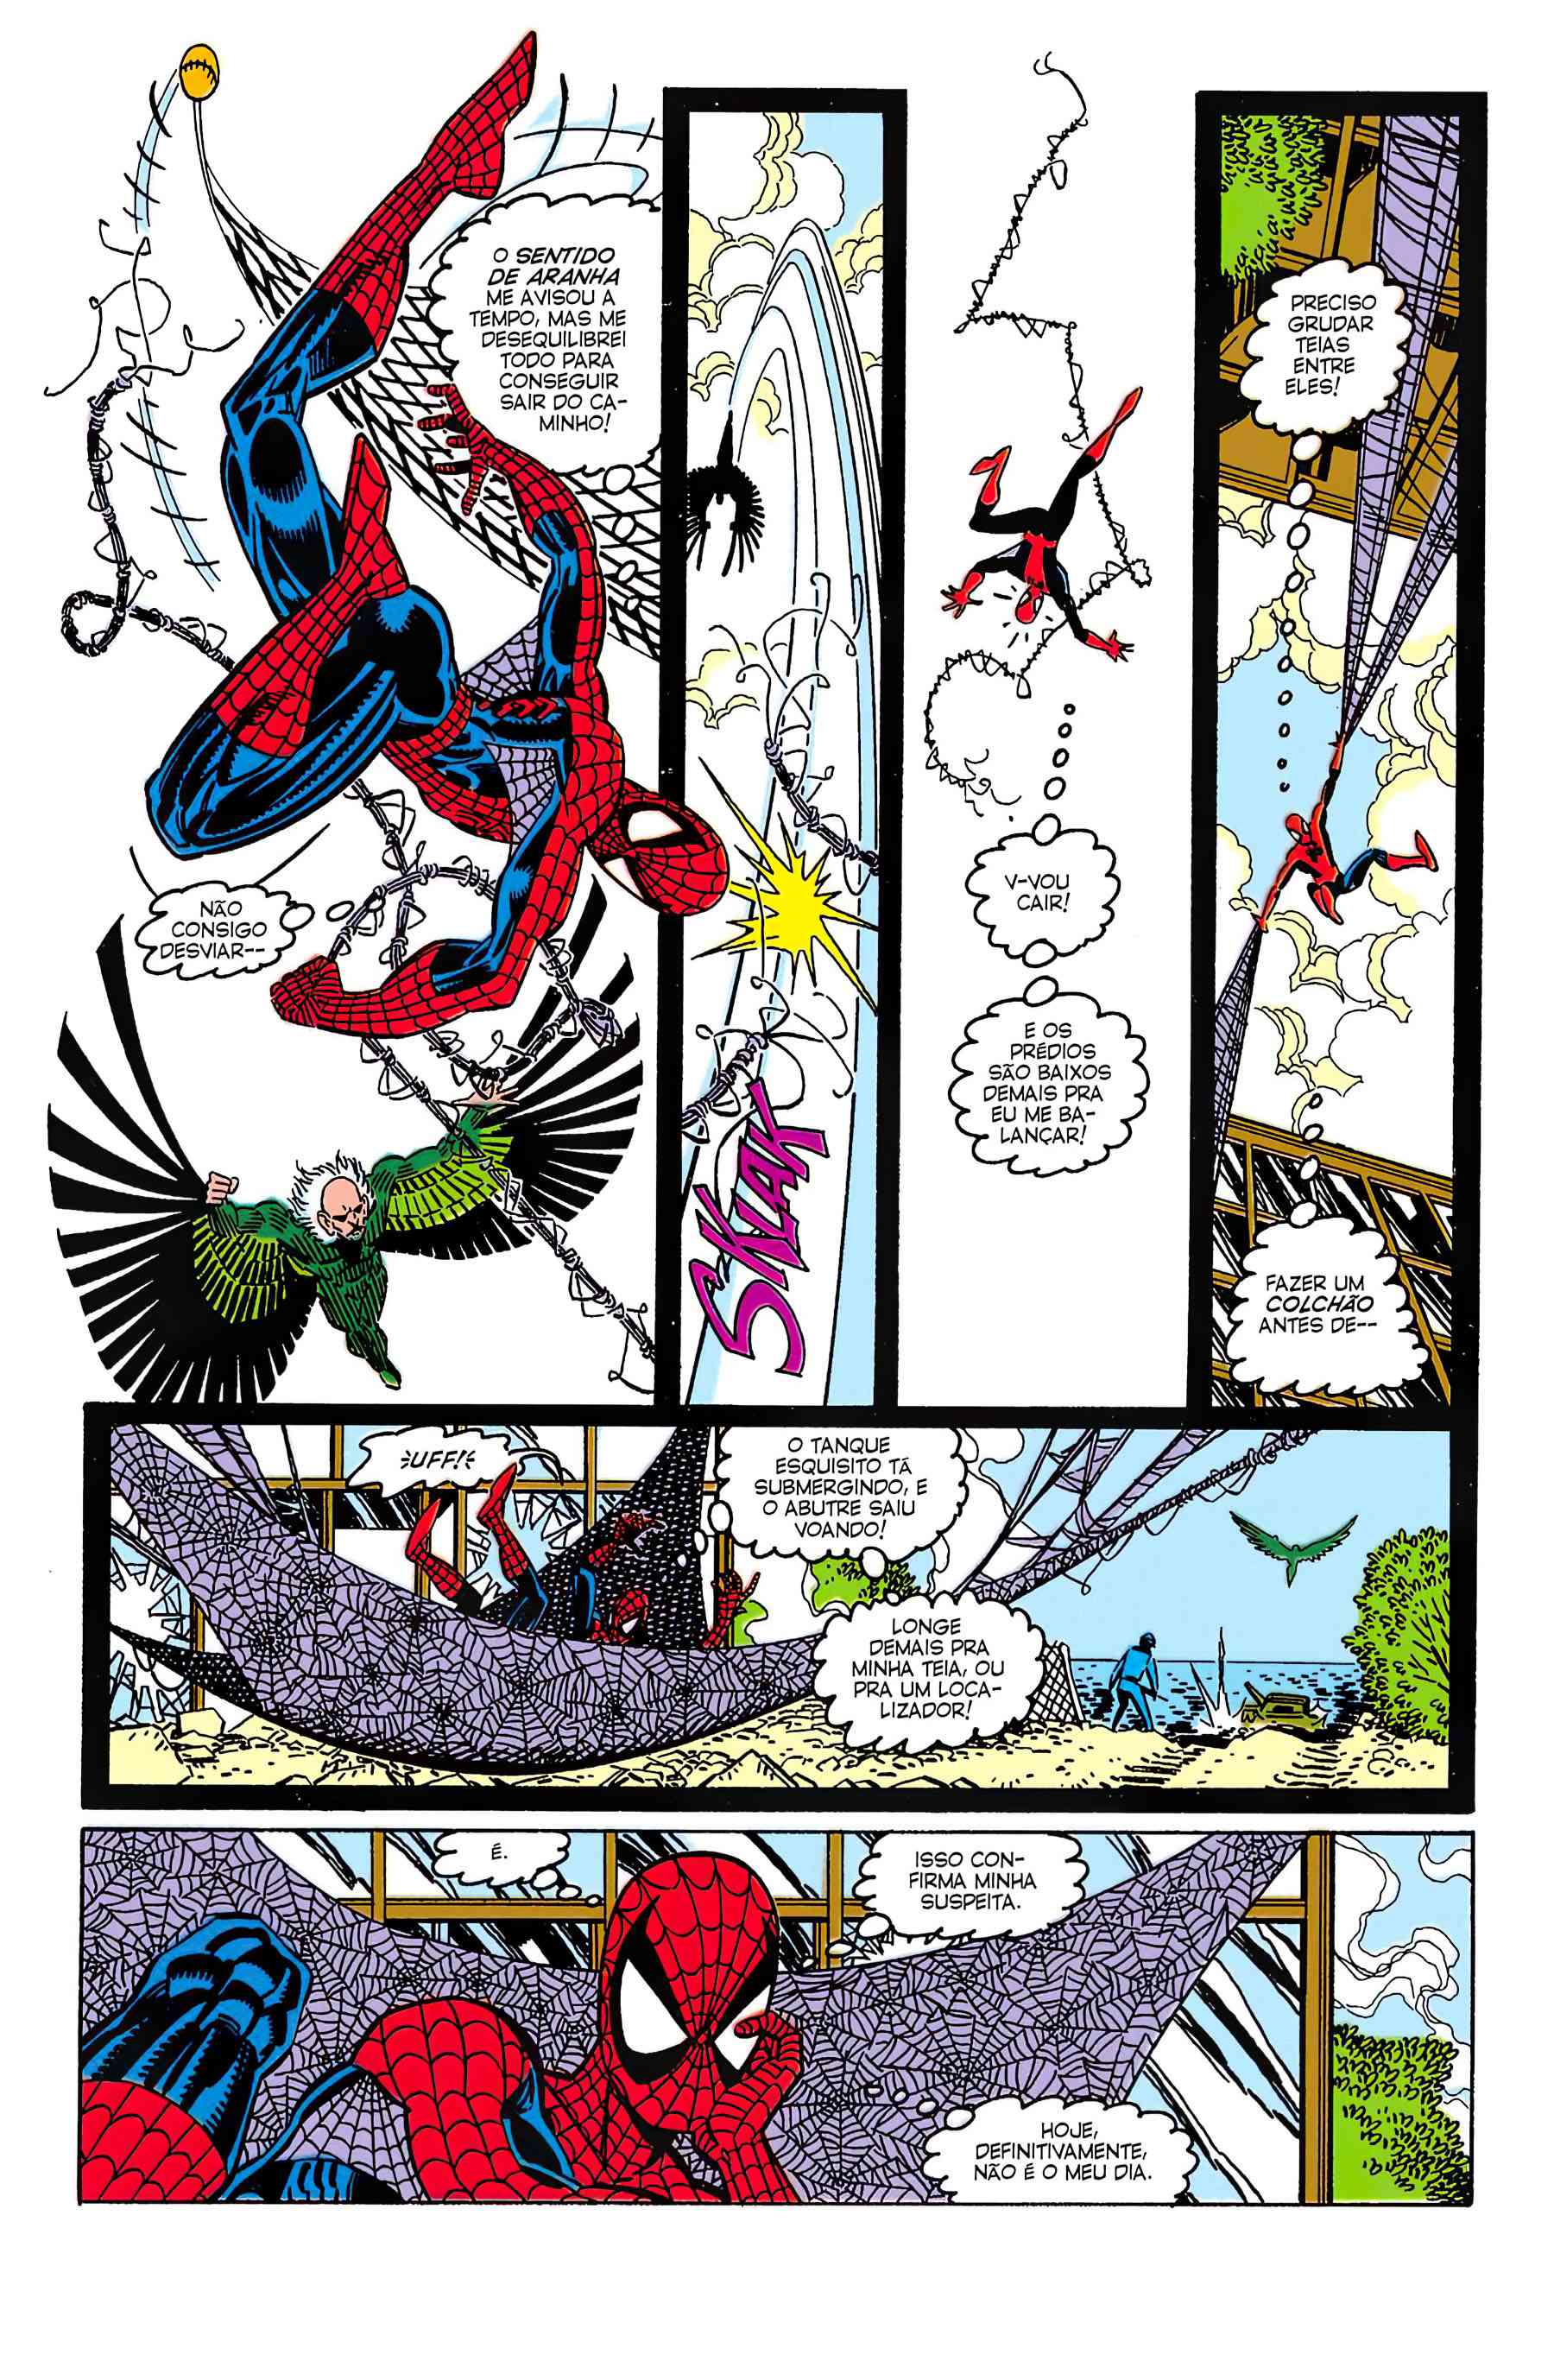 O SENTIDO
DE ARANHA
ME AVISOU A
TEMPO, MAS ME
DESEQUILIBREI
TODO PARA
CONSEGUIR
SAIR DO CA-
MINHO!
NÃO
CONSIGO
DESVIAR--
SKLAK
V-VOU
CAIR!
E OS
PRÉDIOS
SÃO BAIXOS
DEMAIS PRA
EU ME BA-
LANÇAR!
PRECISO
GRUDAR
TEIAS
ENTRE
ELES!
FAZER UM
COLCHÃO
ANTES DE--
UFF!
O TANQUE
ESQUISITO TÁ
SUBMERGINDO, E
O ABUTRE SAIU
VOANDO!
LONGE
DEMAIS PRA
MINHA TEIA, OU
PRA UM LOCA-
LIZADOR!
É.
ISSO CON-
FIRMA MINHA
SUSPEITA.
HOJE,
DEFINITIVAMENTE,
NÃO É O MEU DIA.